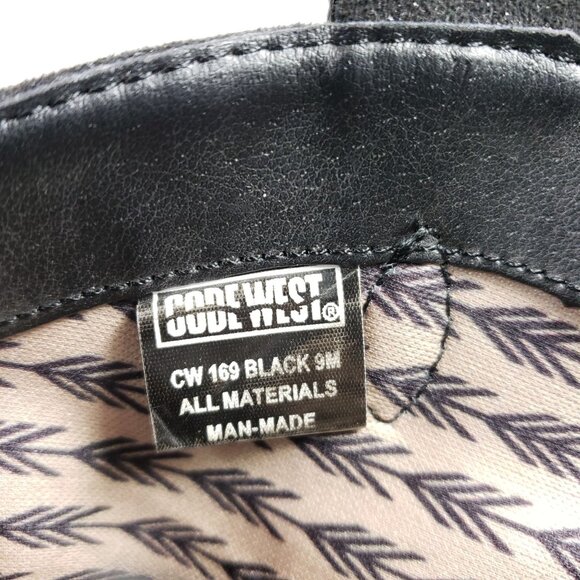 CODE WEST®
CW 169 BLACK 9M
ALL MATERIALS
MAN-MADE